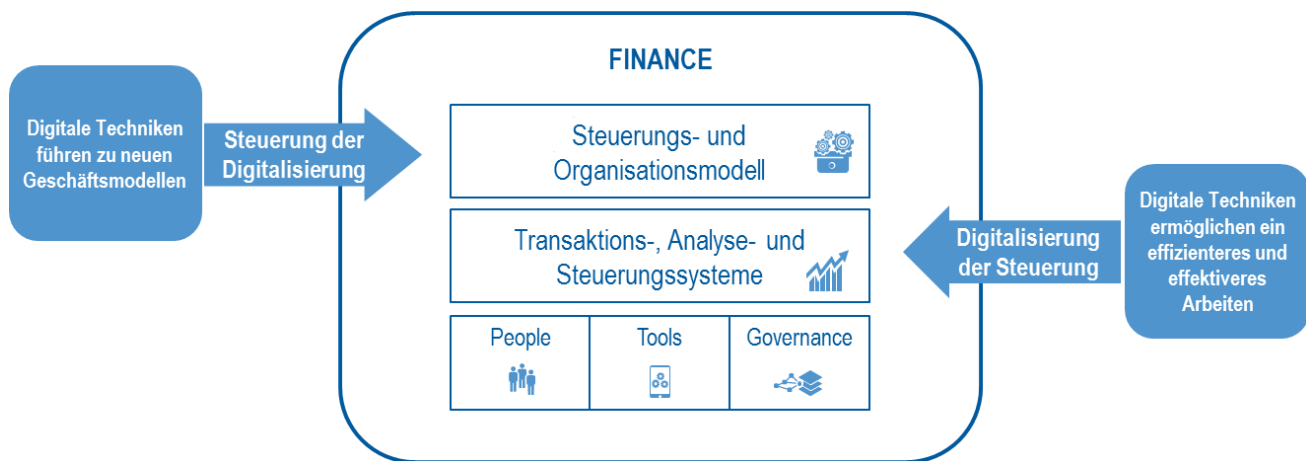 FINANCE
Digitale Techniken
führen zu neuen
Geschäftsmodellen
Steuerung der
Digitalisierung
Steuerungs- und
Organisationsmodell
Transaktions-, Analyse- und
Steuerungssysteme
People
Tools
Governance
Digitalisierung
der Steuerung
Digitale Techniken
ermöglichen ein
effizienteres und
effektiveres
Arbeiten